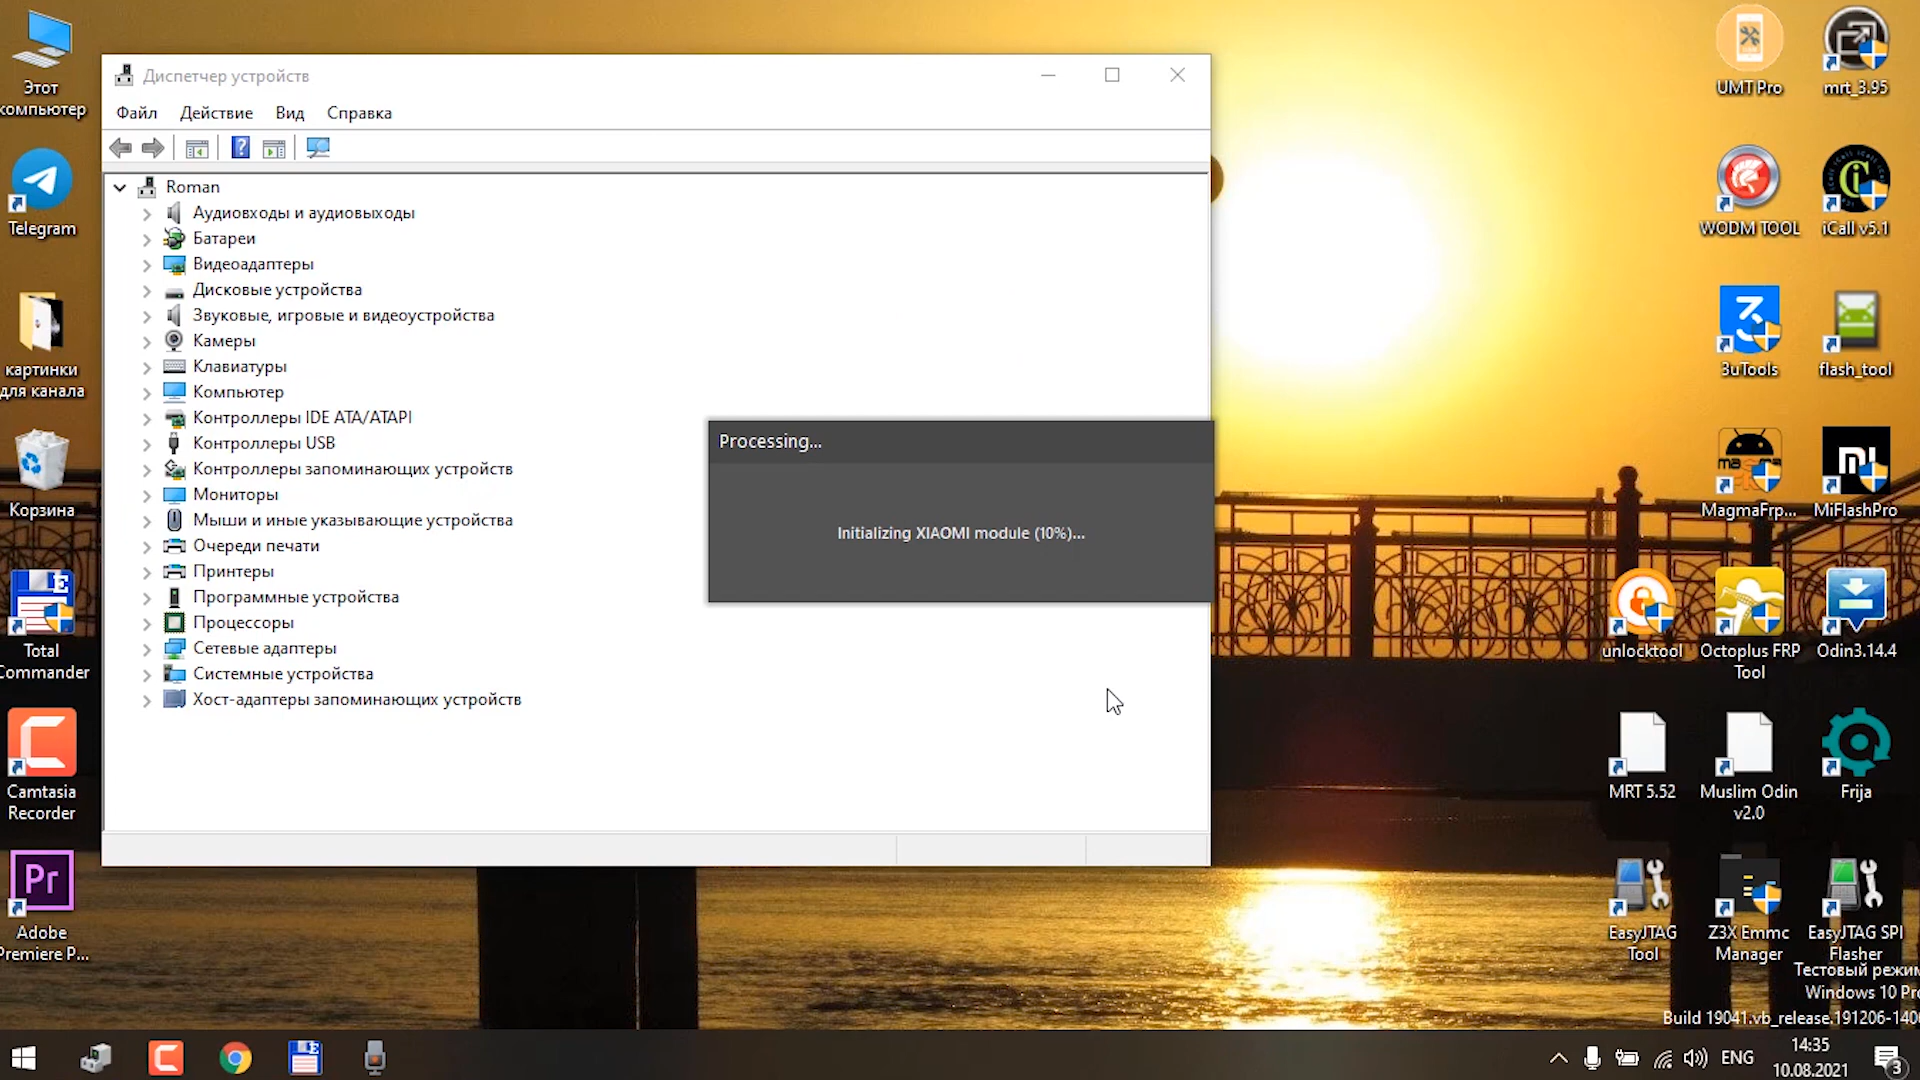 Этот
компьютер
Telegram
картинки
для канала
Корзина
Total
Commander
Camtasia
Recorder
Pr
Adobe
Premiere P...
Диспетчер устройств
Файл Действие Вид Справка
Roman
Аудиовходы и аудиовыходы
Батареи
Видеоадаптеры
Дисковые устройства
Звуковые, игровые и видеоустройства
Камеры
Клавиатуры
Компьютер
Контроллеры IDE ATA/ATAPI
Контроллеры USB
Контроллеры запоминающих устройств
Мониторы
Мыши и иные указывающие устройства
Очереди печати
Принтеры
Программные устройства
Процессоры
Сетевые адаптеры
Системные устройства
Хост-адаптеры запоминающих устройств
Processing...
Initializing XIAOMI module (10%)...
UMT Pro
mrt_3.95
WODM TOOL
iCall v5.1
3uTools
flash_tool
MagmaFrp...
MiFlashPro
unlocktool
Octoplus FRP
Tool
Odin3.14.4
MRT 5.52
Muslim Odin
v2.0
Frija
EasyJTAG
Tool
Z3X Emmc
Manager
EasyJTAG SPI
Flasher
Тестовый режим
Windows 10 Pro
Build 19041.vb_release.191206-140
ENG
14:35
10.08.2021
3